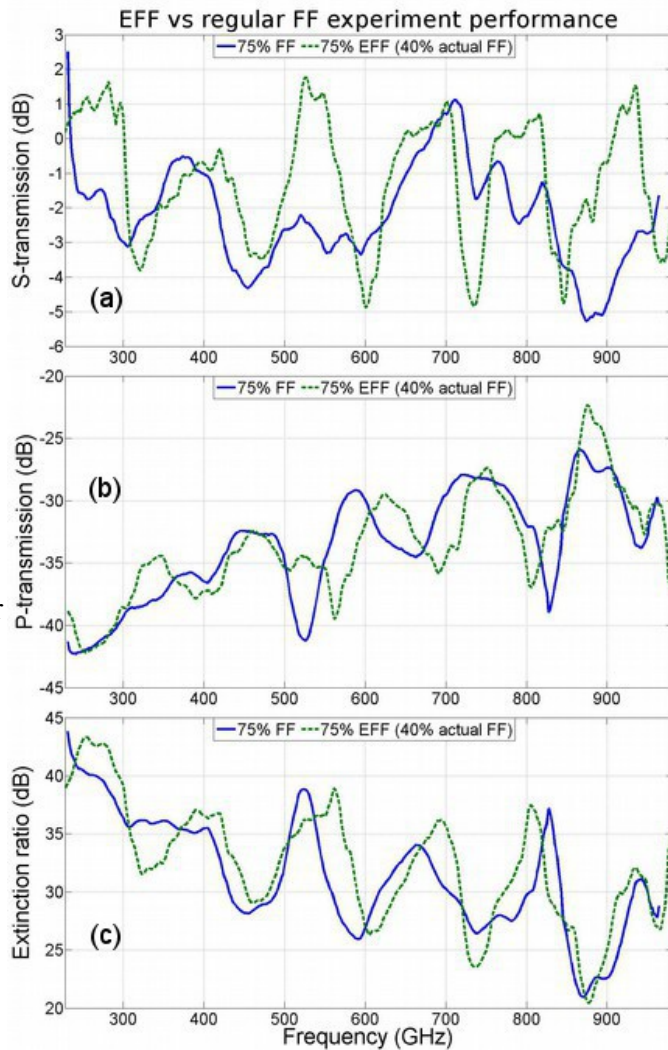 EFF vs regular FF experiment performance
75% FF 75% EFF (40% actual FF)
S-transmission (dB)
3
2
1
0
-1
-2
-3
-4
-5
-6
(a)
300 400 500 600 700 800 900
75% FF 75% EFF (40% actual FF)
P-transmission (dB)
-20
-25
-30
-35
-40
-45
(b)
300 400 500 600 700 800 900
75% FF 75% EFF (40% actual FF)
Extinction ratio (dB)
45
40
35
30
25
20
(c)
300 400 500 600 700 800 900
Frequency (GHz)